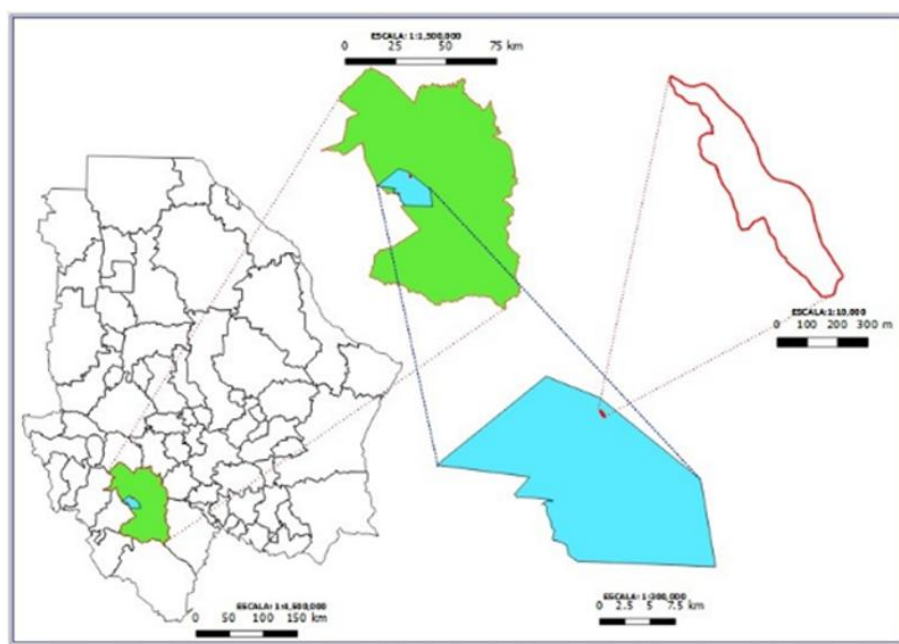 ESCALA: 1:1,500,000
0 25 50 75 km
ESCALA:1:10,000
0 100 200 300 m
ESCALA: 1:300,000
0 2.5 5 7.5 km
ESCALA: 1:4,500,000
0 50 100 150 km